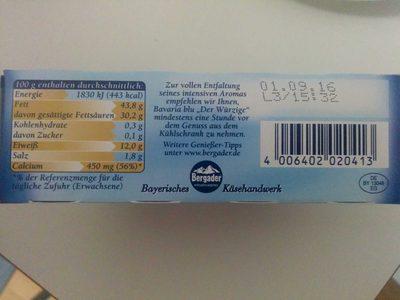 100 g enthalten durchschnittlich:
Energie 1830 kJ (443 kcal)
Fett 43,8 g
davon gesättigte Fettsäuren 30,2 g
Kohlenhydrate 0,3 g
davon Zucker 0,1 g
Eiweiß 12,0 g
Salz 1,8 g
Calcium 450 mg (56%)*
*% der Referenzmenge für die
tägliche Zufuhr (Erwachsene)
Zur vollen Entfaltung
seines intensiven Aromas
empfehlen wir Ihnen,
Bavaria blu „Der Würzige"
mindestens eine Stunde vor
dem Genuss aus dem
Kühlschrank zu nehmen.
Weitere Genießer-Tipps
unter www.bergader.de
Bergader
Bayerisches Käsehandwerk
01.09.16
L3/15:32
4 006402 020413
DE
BY 13046
EG